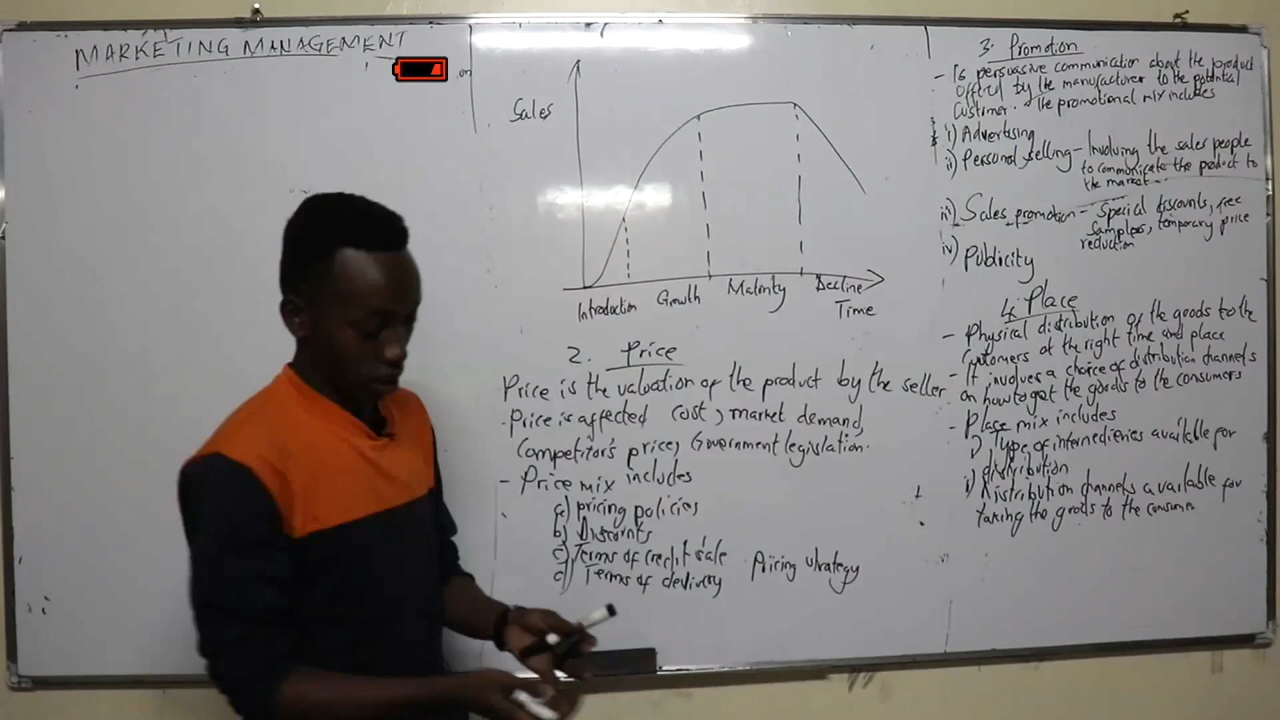 MARKETING MANAGEMENT
on
Sales
Introduction Growth Maturity Decline
Time
2. Price
Price is the valuation of the product by the seller
- Price is affected cost, market demand,
Competitor's price, Government legislation.
- Price mix includes
a) pricing policies
b) Discounts
c) Terms of credit sale
d) Terms of delivery Pricing strategy
3. Promotion
- Is persuasive communication about the product
Offered by the manufacturer to the potential
Customer. The promotional mix includes
i) Advertising
ii) Personal selling - Involving the sales people
to communicate the product to
the market.
iii) Sales promotion - Special discounts, free
samples, temporary price
reduction
iv) Publicity
4. Place
- Physical distribution of the goods to the
Customers at the right time and place
- It involves a choice of distribution channels
on how to get the goods to the consumers
- Place mix includes
i) Type of intermedieries available for
distribution
ii) Distribution channels available for
taking the goods to the consumer